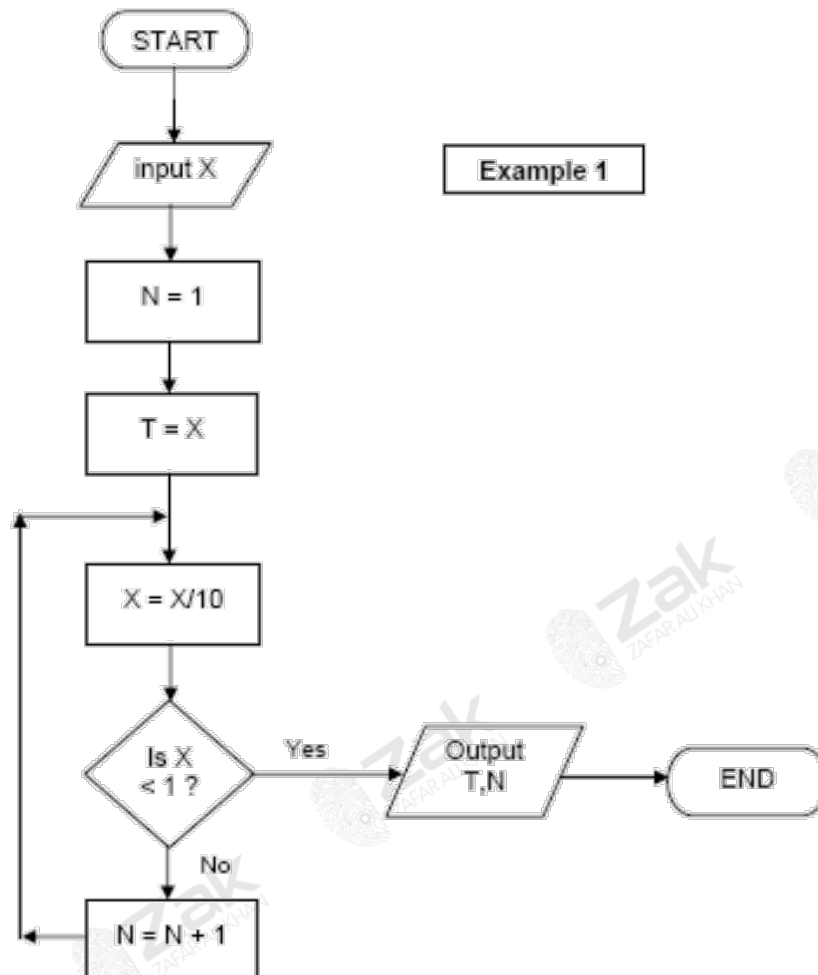 START
input X
Example 1
N = 1
T = X
X = X/10
Is X
< 1 ?
Yes
Output
T,N
END
No
N = N + 1
Zak
ZAFAR ALI KHAN
Zak
ZAFAR ALI KHAN
Zak
ZAFAR ALI KHAN